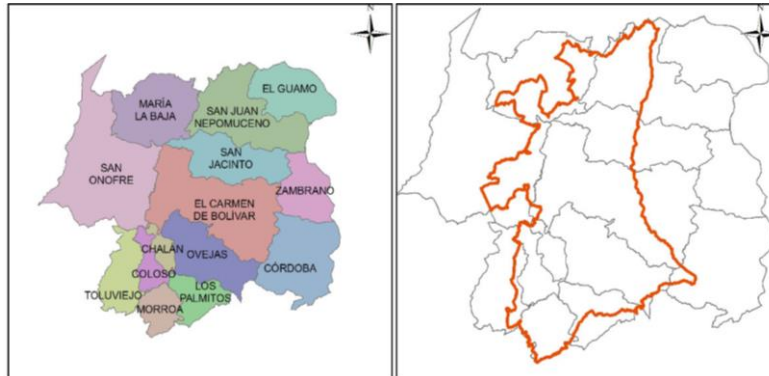 EL GUAMO
MARÍA
LA BAJA
SAN JUAN
NEPOMUCENO
SAN
JACINTO
SAN
ONOFRE
ZAMBRANO
EL CARMEN
DE BOLÍVAR
CHALÁN
OVEJAS
COLOSÓ
CÓRDOBA
TOLUVIEJO
LOS
PALMITOS
MORROA